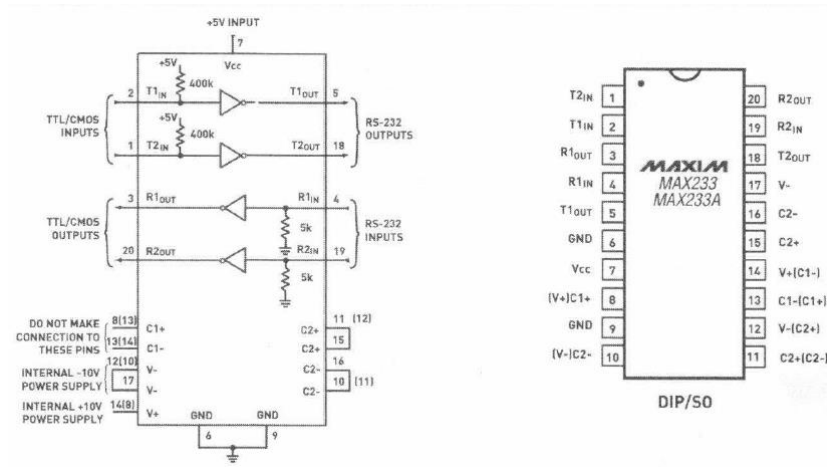 +5V INPUT
7
Vcc
+5V
400k
2 T1IN T1OUT 5
+5V
400k
TTL/CMOS
INPUTS
RS-232
OUTPUTS
1 T2IN T2OUT 18
3 R1OUT R1IN 4
5k
TTL/CMOS
OUTPUTS
RS-232
INPUTS
20 R2OUT R2IN 19
5k
DO NOT MAKE
CONNECTION TO
THESE PINS
8(13) C1+
13(14) C1-
12(10) V-
INTERNAL -10V
POWER SUPPLY
17 V-
INTERNAL +10V
POWER SUPPLY
14(8) V+
C2+ 11 (12)
C2+ 15
C2- 16
C2- 10 (11)
GND GND
6 9
T2IN 1
T1IN 2
R1OUT 3
R1IN 4
T1OUT 5
GND 6
Vcc 7
(V+)C1+ 8
GND 9
(V-)C2- 10
MAXIM
MAX233
MAX233A
20 R2OUT
19 R2IN
18 T2OUT
17 V-
16 C2-
15 C2+
14 V+(C1-)
13 C1-(C1+)
12 V-(C2+)
11 C2+(C2-)
DIP/SO